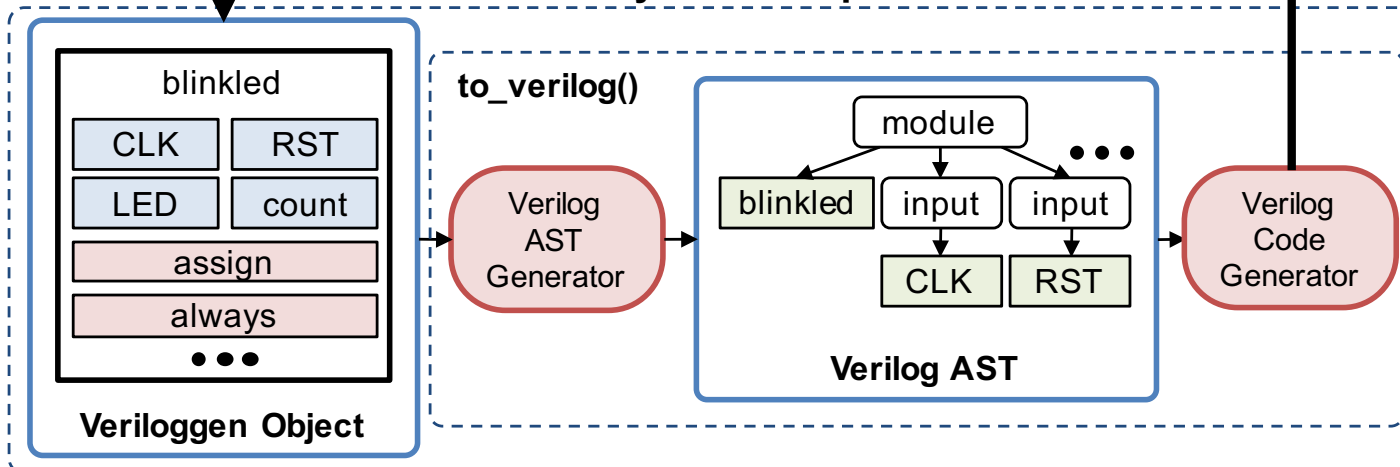 blinkled
CLK
RST
LED
count
assign
always
Veriloggen Object
to_verilog()
Verilog
AST
Generator
module
blinkled
input
input
CLK
RST
Verilog AST
Verilog
Code
Generator